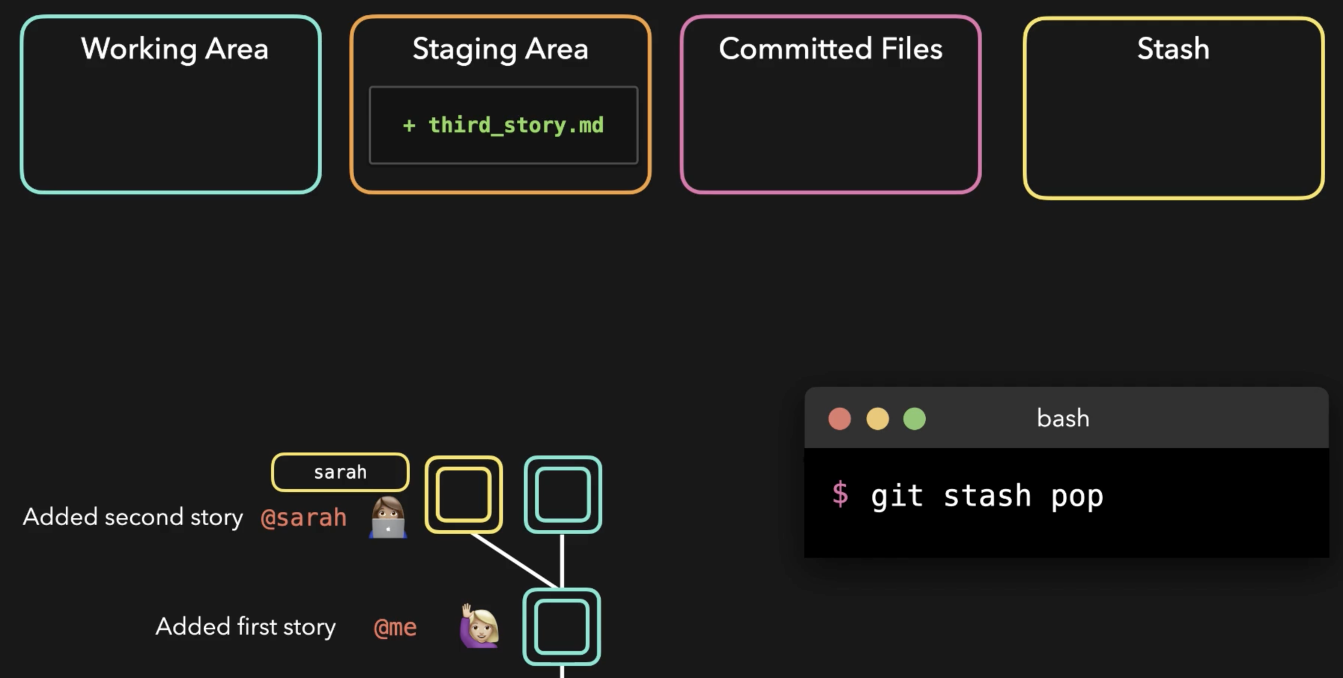 Working Area
Staging Area
Committed Files
Stash
+ third_story.md
bash
$ git stash pop
sarah
Added second story @sarah
Added first story @me